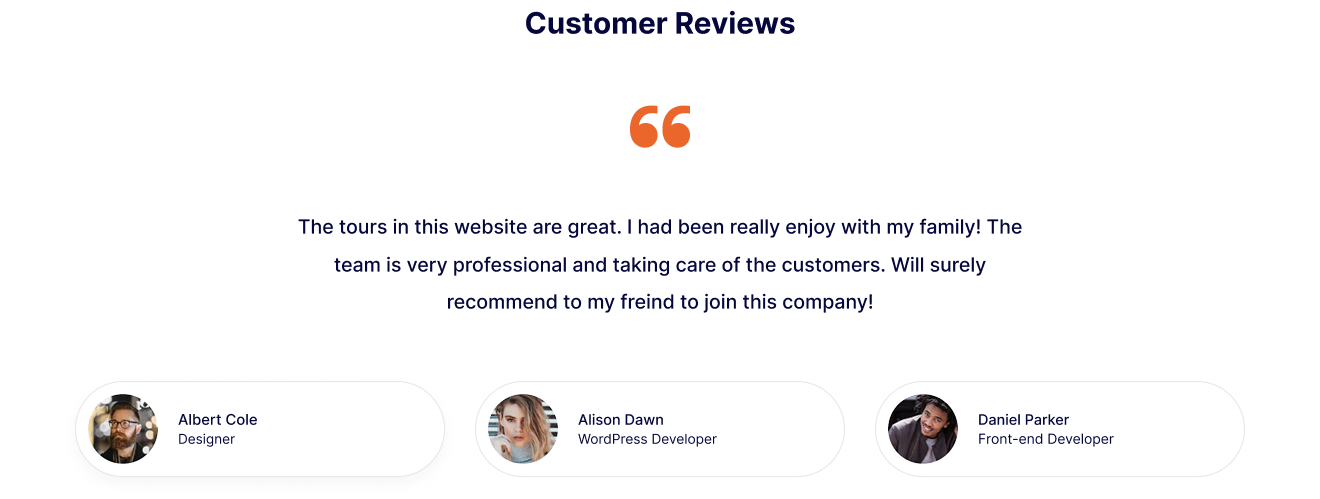 Customer Reviews
“
The tours in this website are great. I had been really enjoy with my family! The
team is very professional and taking care of the customers. Will surely
recommend to my freind to join this company!
Albert Cole
Designer
Alison Dawn
WordPress Developer
Daniel Parker
Front-end Developer